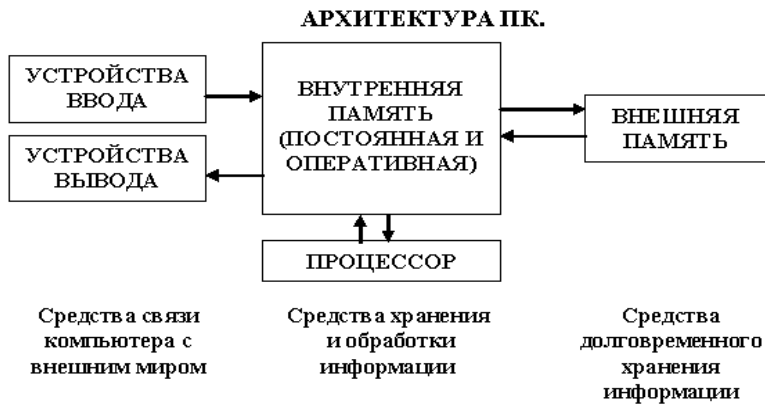 АРХИТЕКТУРА ПК.
УСТРОЙСТВА
ВВОДА
УСТРОЙСТВА
ВЫВОДА
ВНУТРЕННЯЯ
ПАМЯТЬ
(ПОСТОЯННАЯ И
ОПЕРАТИВНАЯ)
ВНЕШНЯЯ
ПАМЯТЬ
ПРОЦЕССОР
Средства связи
компьютера с
внешним миром
Средства хранения
и обработки
информации
Средства
долговременного
хранения
информации